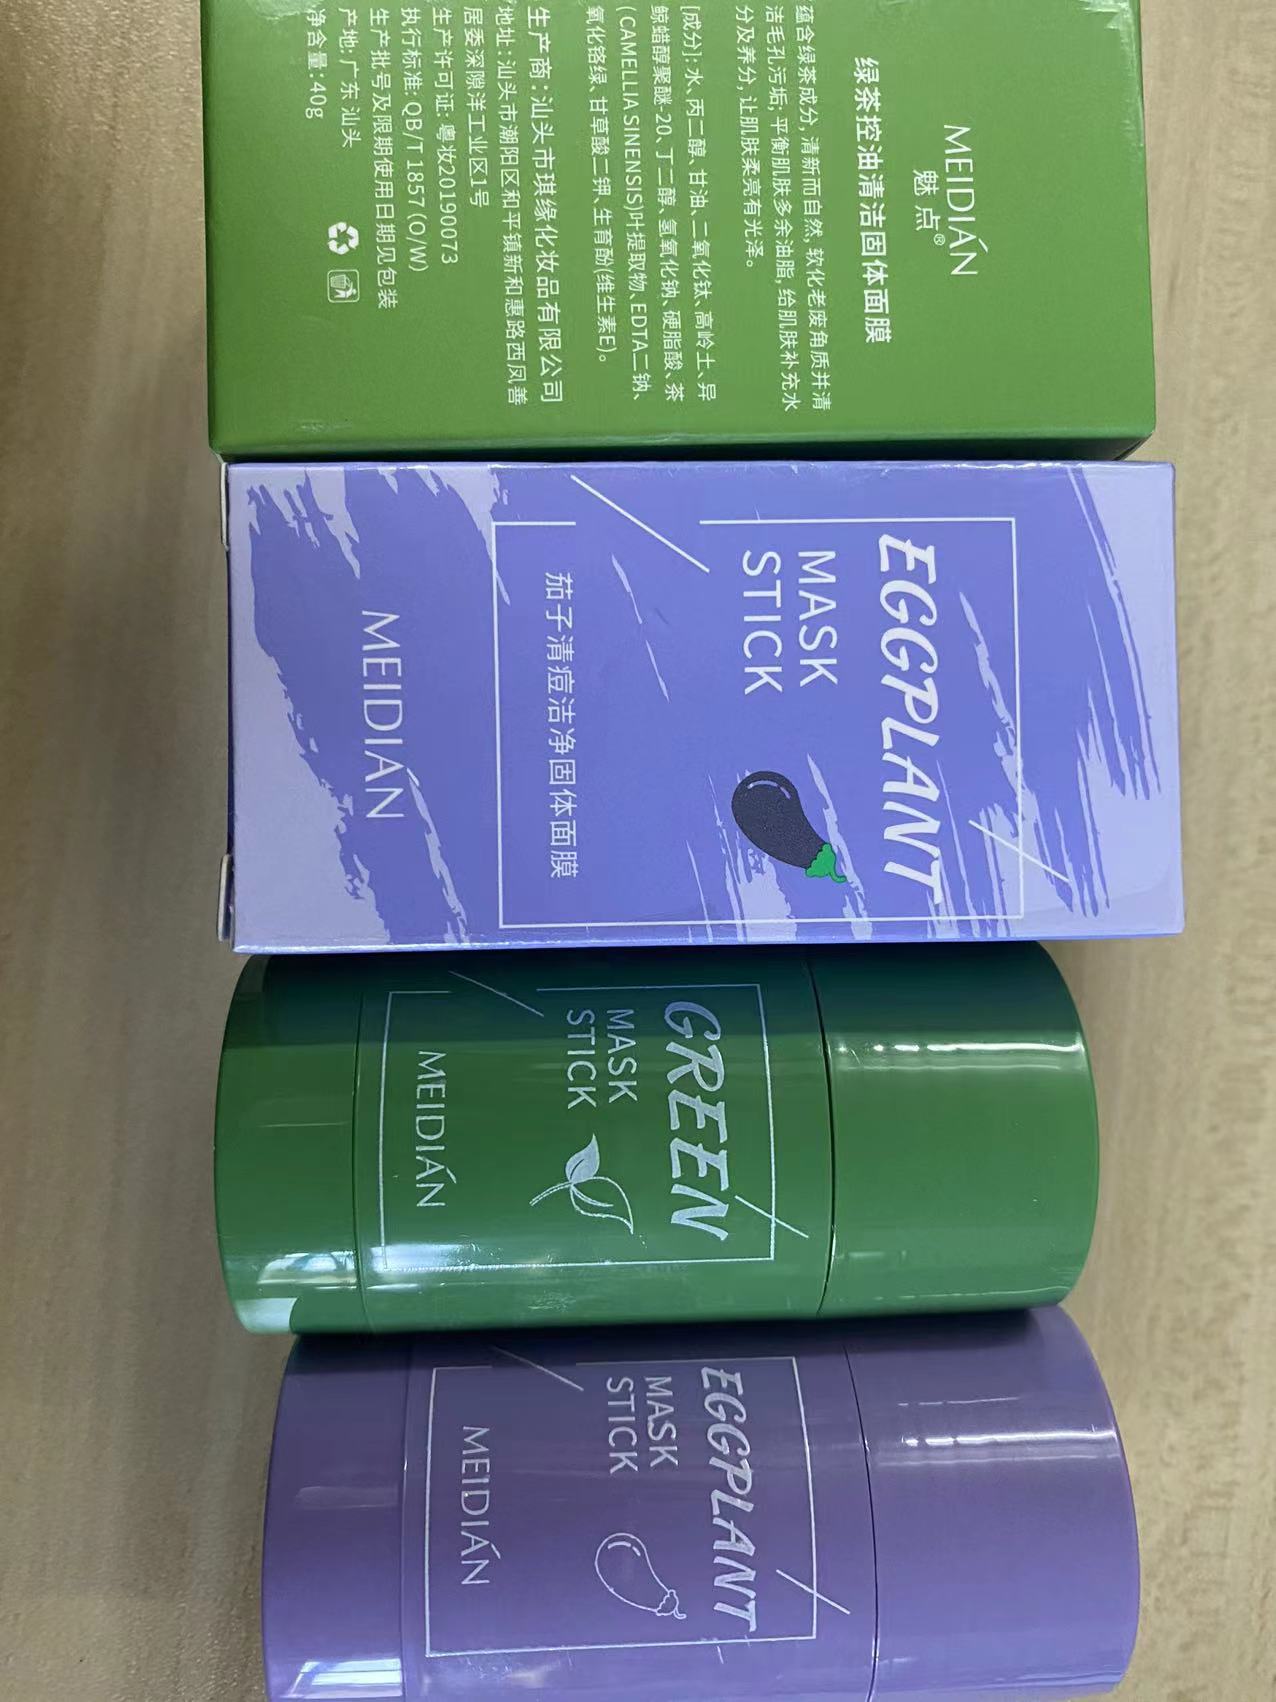 MEIDIÁN
魅点®
绿茶控油清洁固体面膜
蕴含绿茶成分,清新而自然,软化老废角质并清
洁毛孔污垢;平衡肌肤多余油脂,给肌肤补充水
分及养分,让肌肤柔亮有光泽。
[成分]:水、丙二醇、甘油、二氧化钛、高岭土、异
鲸蜡醇聚醚-20、丁二醇、氢氧化钠、硬脂酸、茶
(CAMELLIA SINENSIS)叶提取物、EDTA二钠、
氧化铬绿、甘草酸二钾、生育酚(维生素E)。
生产商:汕头市琪缘化妆品有限公司
地址:汕头市潮阳区和平镇新和惠路西凤善
居委深隙洋工业区1号
生产许可证:粤妆20190073
执行标准:QB/T 1857(O/W)
生产批号及限期使用日期见包装
产地:广东 汕头
净含量:40g
EGGPLANT
MASK
STICK
茄子清痘洁净固体面膜
MEIDIÁN
GREEN
MASK
STICK
MEIDIÁN
EGGPLANT
MASK
STICK
MEIDIÁN